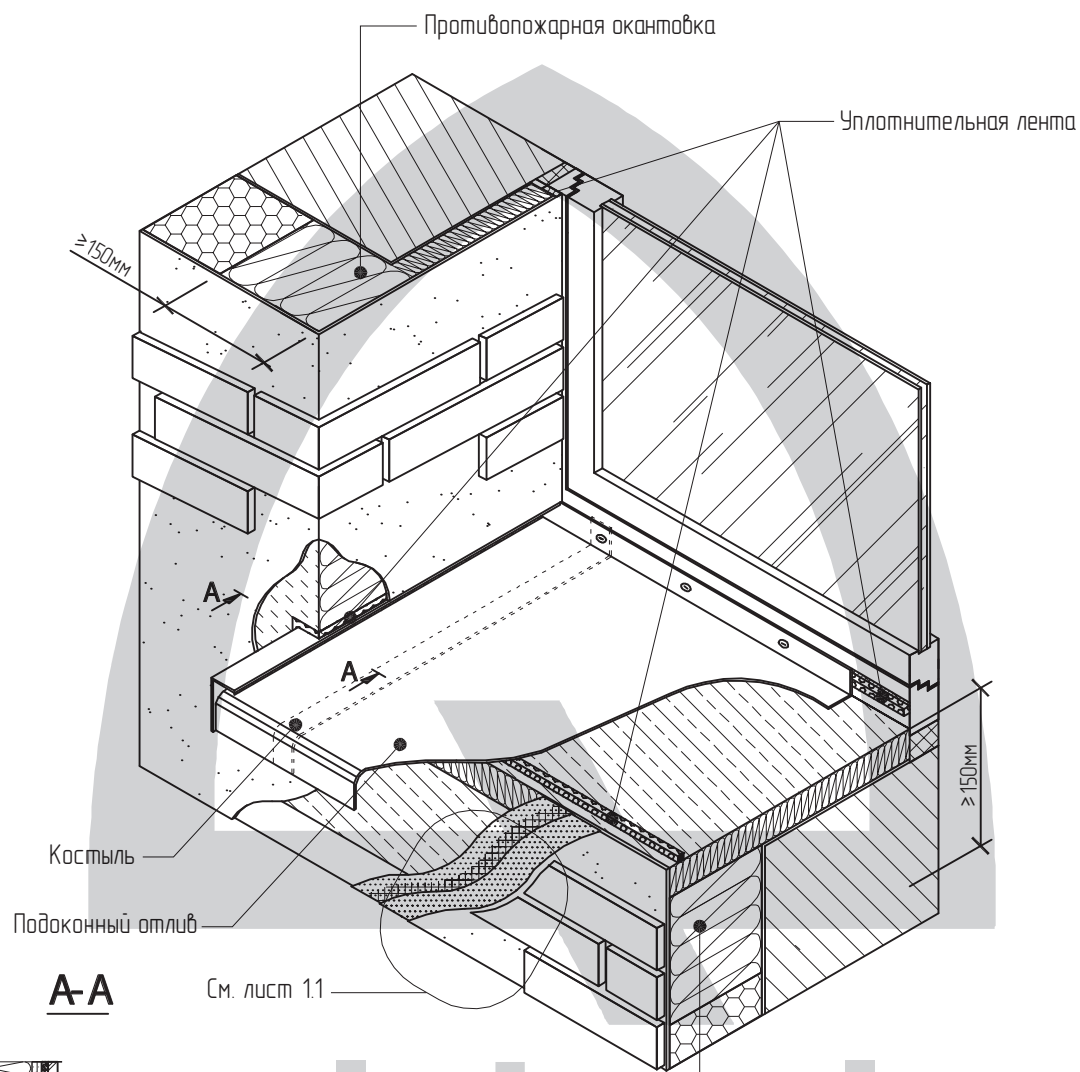 Противопожарная окантовка
Уплотнительная лента
≥150мм
А
А
≥150мм
Костыль
Подоконный отлив
А-А
См. лист 1.1